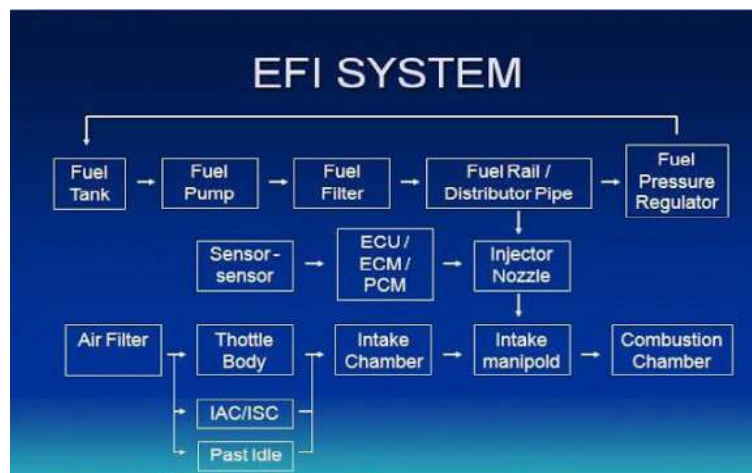 EFI SYSTEM
Fuel
Tank
Fuel
Pump
Fuel
Filter
Fuel Rail /
Distributor Pipe
Fuel
Pressure
Regulator
Sensor -
sensor
ECU /
ECM /
PCM
Injector
Nozzle
Air Filter
Thottle
Body
Intake
Chamber
Intake
manipold
Combustion
Chamber
IAC/ISC
Past Idle